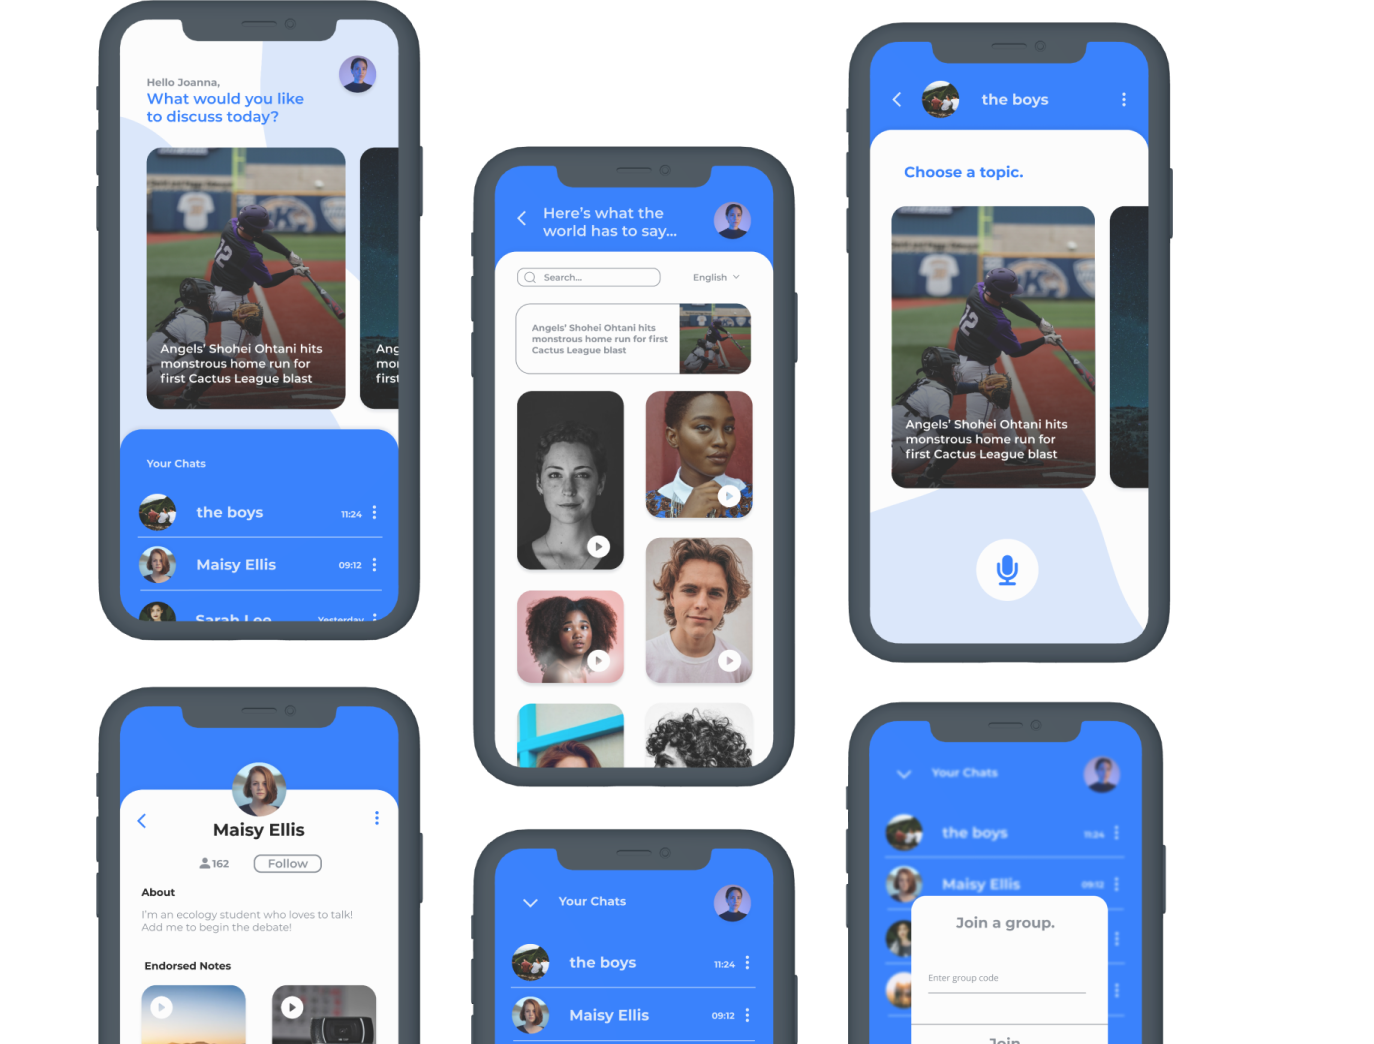 Hello Joanna,
What would you like
to discuss today?
12
Angels' Shohei Ohtani hits
monstrous home run for
first Cactus League blast
Ang
mon
first
Your Chats
the boys
11:24
Maisy Ellis
09:12
Sarah Lee
Yesterday
Here's what the
world has to say...
Search...
English
Angels' Shohei Ohtani hits
monstrous home run for first
Cactus League blast
the boys
Choose a topic.
12
Angels' Shohei Ohtani hits
monstrous home run for
first Cactus League blast
Maisy Ellis
162
Follow
About
I'm an ecology student who loves to talk!
Add me to begin the debate!
Endorsed Notes
Your Chats
the boys
11:24
Maisy Ellis
09:12
Your Chats
the boys
11:24
Maisy Ellis
09:12
Join a group.
Enter group code
Join